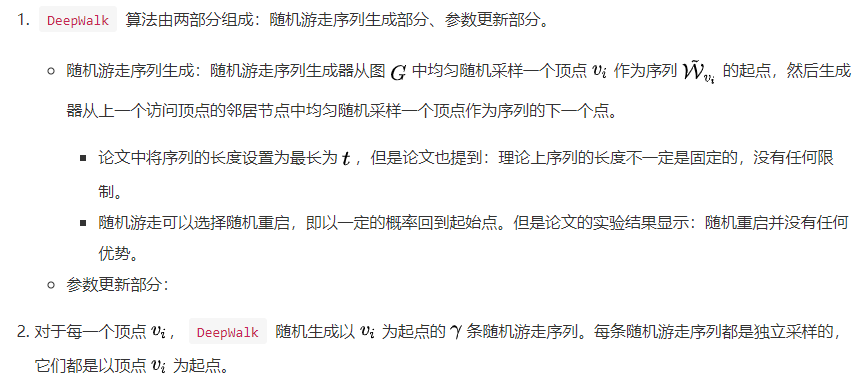 1. DeepWalk 算法由两部分组成：随机游走序列生成部分、参数更新部分。
随机游走序列生成：随机游走序列生成器从图 G 中均匀随机采样一个顶点 v_i 作为序列 \tilde{\mathcal{W}}_{v_i} 的起点，然后生成
器从上一个访问顶点的邻居节点中均匀随机采样一个顶点作为序列的下一个点。
论文中将序列的长度设置为最长为 t ，但是论文也提到：理论上序列的长度不一定是固定的，没有任何限
制。
随机游走可以选择随机重启，即以一定的概率回到起始点。但是论文的实验结果显示：随机重启并没有任何
优势。
参数更新部分：
2. 对于每一个顶点 v_i ， DeepWalk 随机生成以 v_i 为起点的 γ 条随机游走序列。每条随机游走序列都是独立采样的，
它们都是以顶点 v_i 为起点。